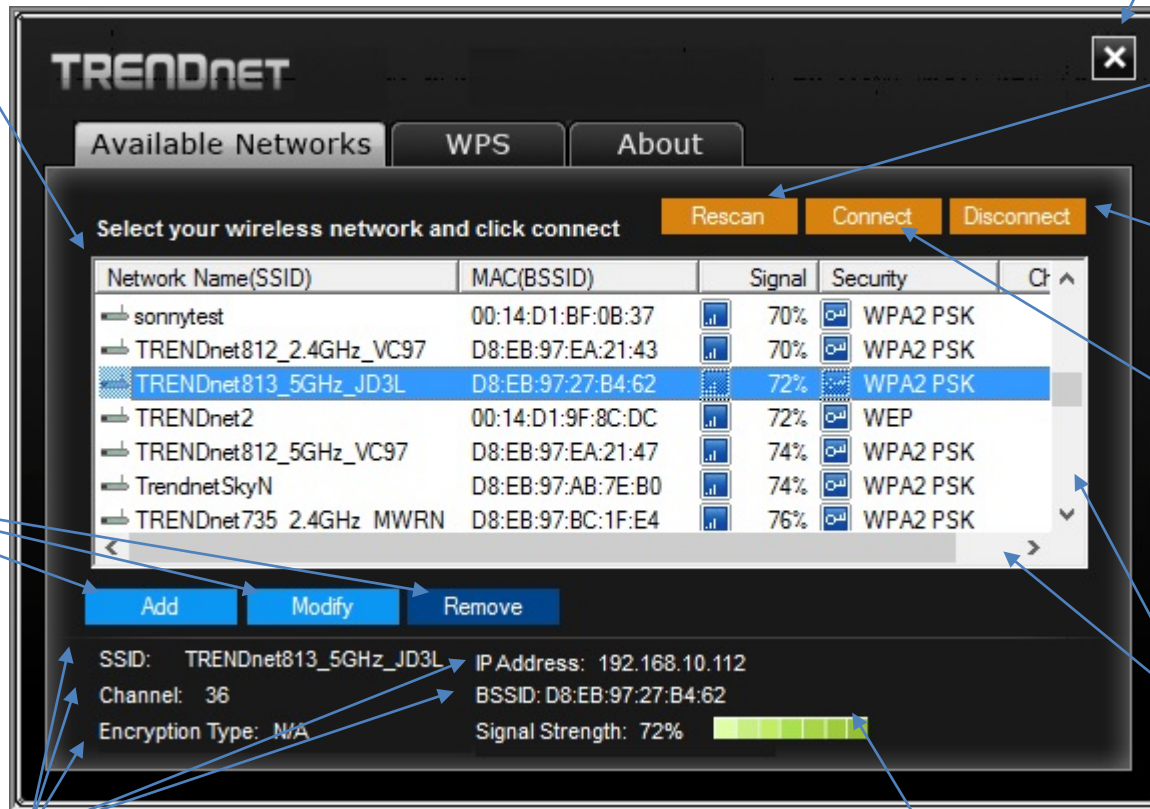 TRENDnet
Available Networks WPS About
Select your wireless network and click connect Rescan Connect Disconnect
Network Name(SSID) MAC(BSSID) Signal Security Ch
sonnytest 00:14:D1:BF:0B:37 70% WPA2 PSK
TRENDnet812_2.4GHz_VC97 D8:EB:97:EA:21:43 70% WPA2 PSK
TRENDnet813_5GHz_JD3L D8:EB:97:27:B4:62 72% WPA2 PSK
TRENDnet2 00:14:D1:9F:8C:DC 72% WEP
TRENDnet812_5GHz_VC97 D8:EB:97:EA:21:47 74% WPA2 PSK
TrendnetSkyN D8:EB:97:AB:7E:B0 74% WPA2 PSK
TRENDnet735_2.4GHz_MWRN D8:EB:97:BC:1F:E4 76% WPA2 PSK
Add Modify Remove
SSID: TRENDnet813_5GHz_JD3L IP Address: 192.168.10.112
Channel: 36 BSSID: D8:EB:97:27:B4:62
Encryption Type: N/A Signal Strength: 72%